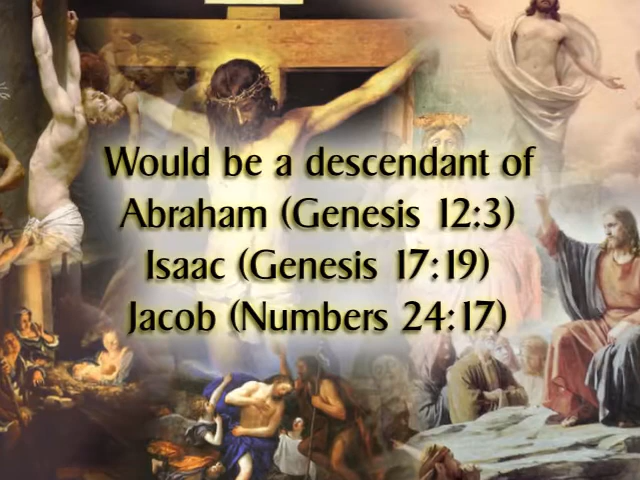 Would be a descendant of
Abraham (Genesis 12:3)
Isaac (Genesis 17:19)
Jacob (Numbers 24:17)